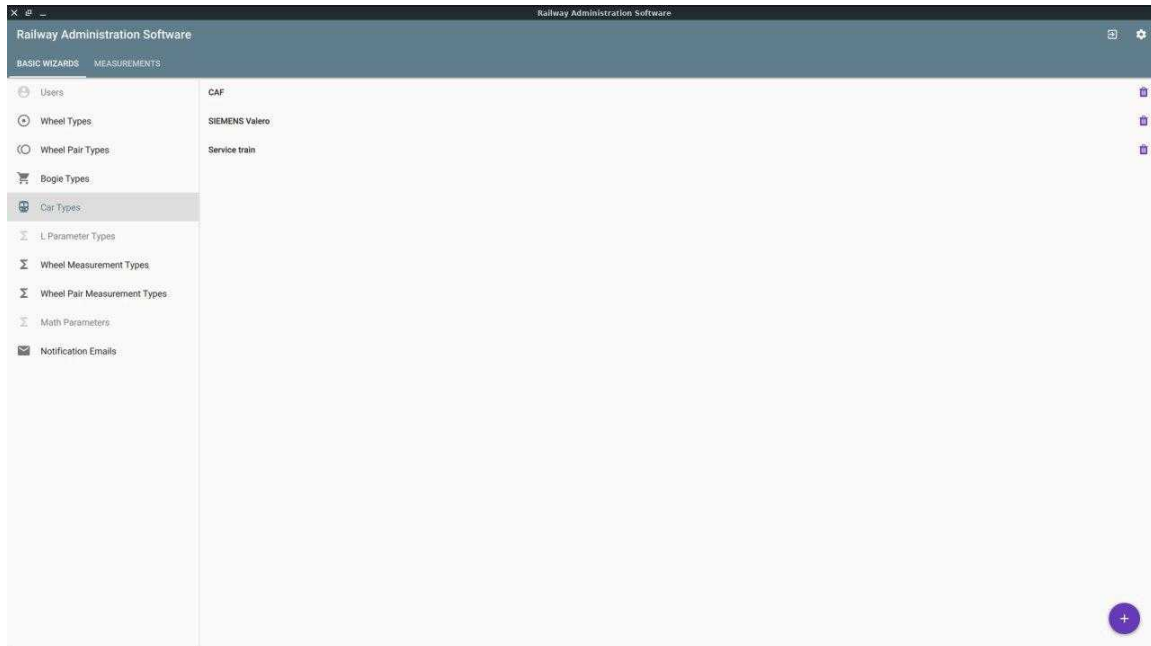 Railway Administration Software
Railway Administration Software
BASIC WIZARDS MEASUREMENTS
Users
Wheel Types
Wheel Pair Types
Bogie Types
Car Types
L Parameter Types
Wheel Measurement Types
Wheel Pair Measurement Types
Math Parameters
Notification Emails
CAF
SIEMENS Valero
Service train